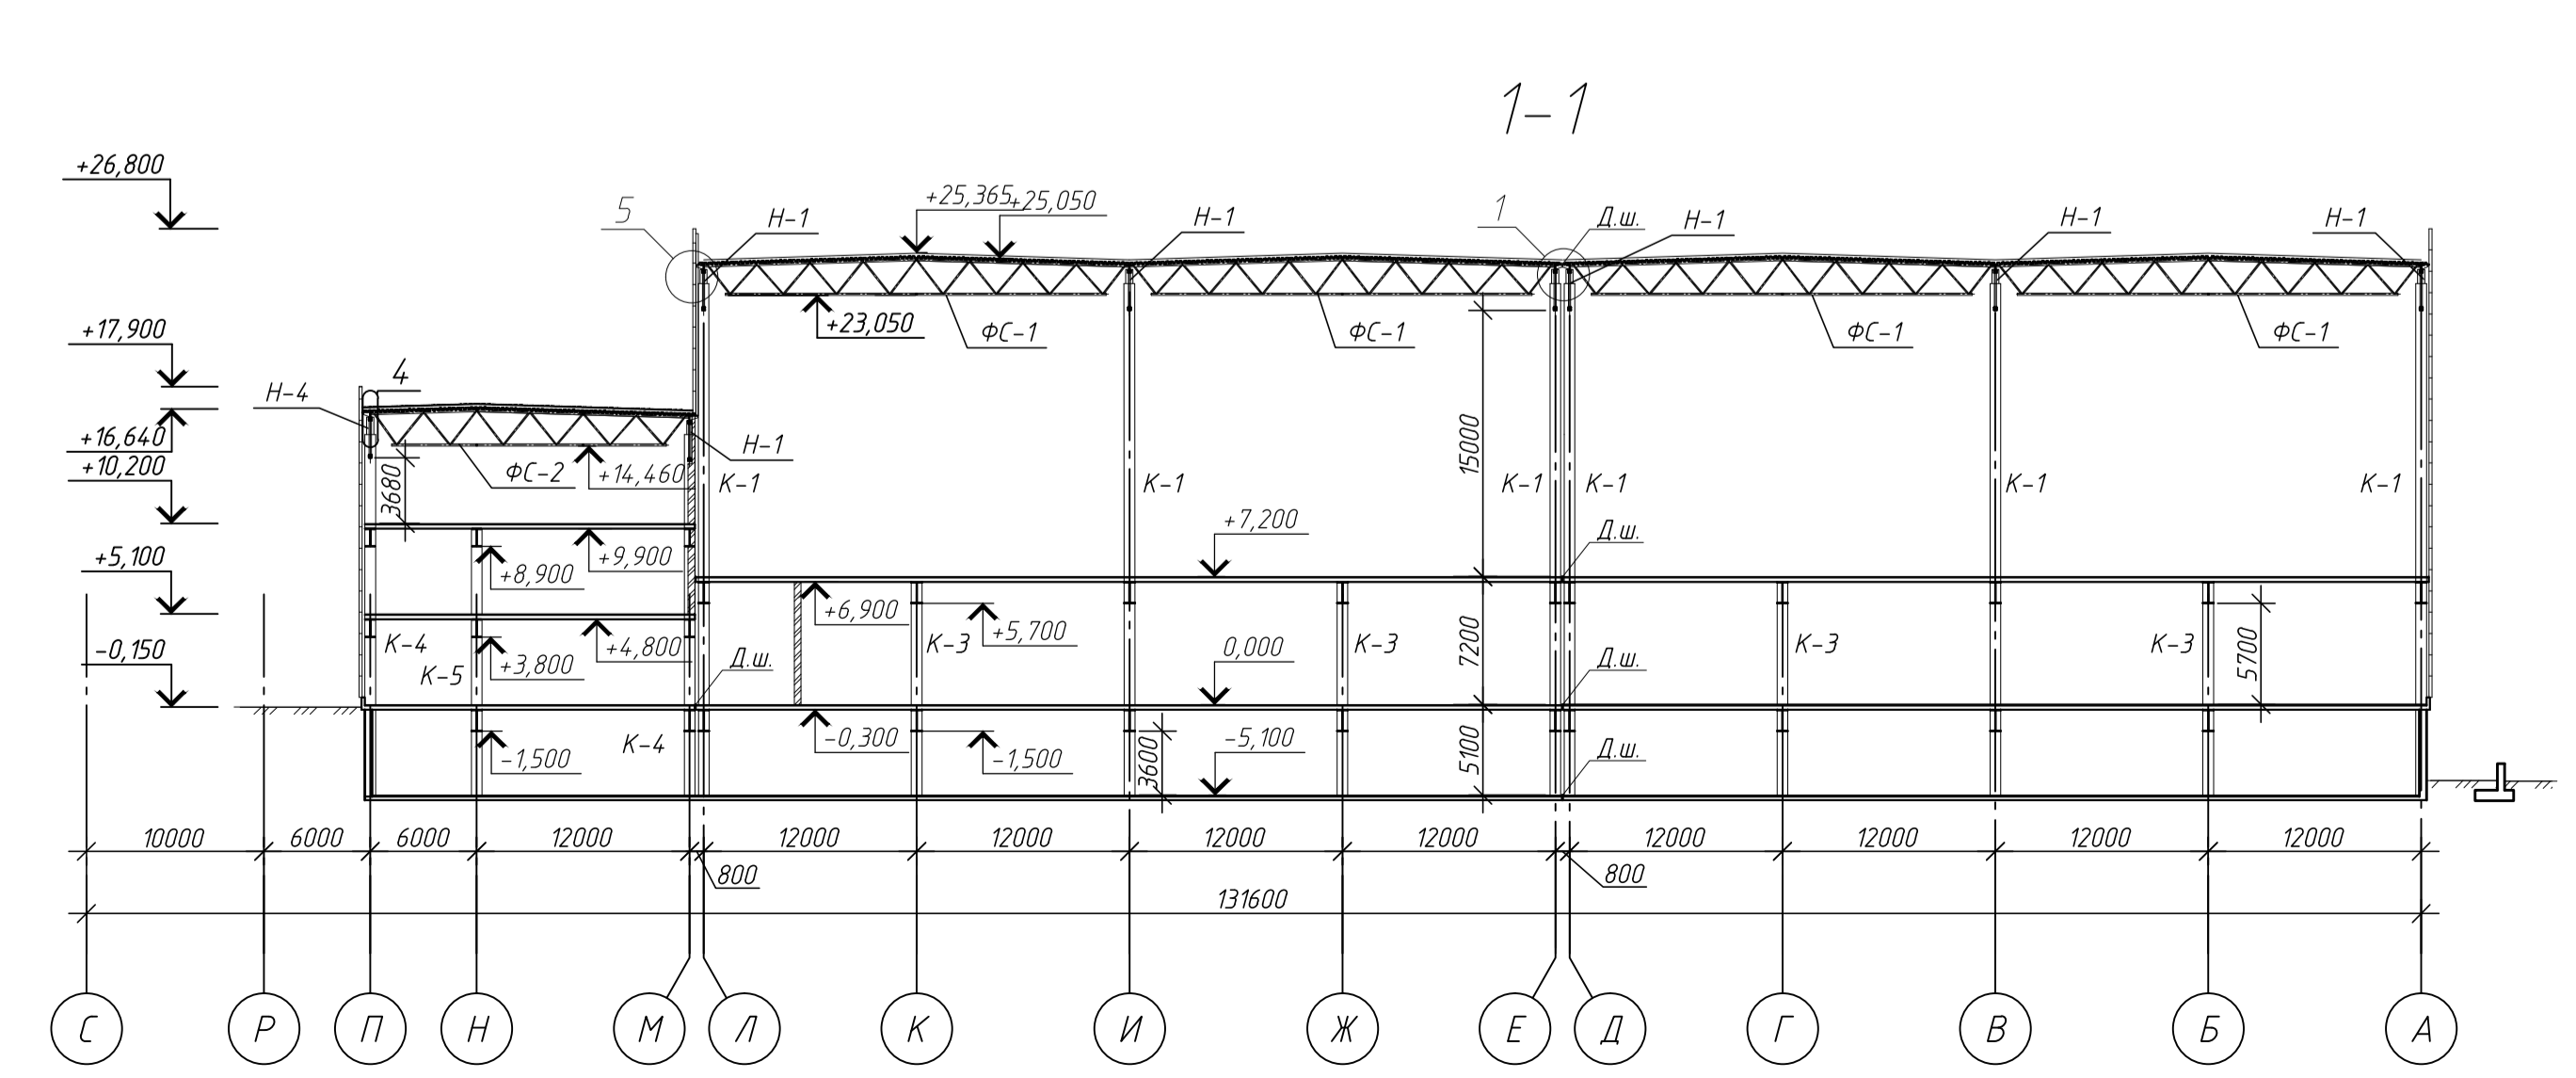 1-1
+26,800
+17,900
+16,640
+10,200
+5,100
-0,150
5
Н-1
+25,365
+25,050
Н-1
1
Д.ш.
Н-1
Н-1
Н-1
+23,050
ФС-1
ФС-1
ФС-1
ФС-1
4
Н-4
Н-1
ФС-2
+14,460
3680
К-1
К-1
15000
К-1
К-1
К-1
К-1
+9,900
+8,900
+7,200
Д.ш.
+6,900
+5,700
К-4
К-5
+3,800
+4,800
Д.ш.
К-3
0,000
К-3
7200
Д.ш.
К-3
К-3
5700
-1,500
К-4
-0,300
-1,500
3600
-5,100
5100
Д.ш.
10000 6000 6000 12000 12000 12000 12000 12000 12000 12000 12000 12000
800 800
131600
С Р П Н М Л К И Ж Е Д Г В Б А